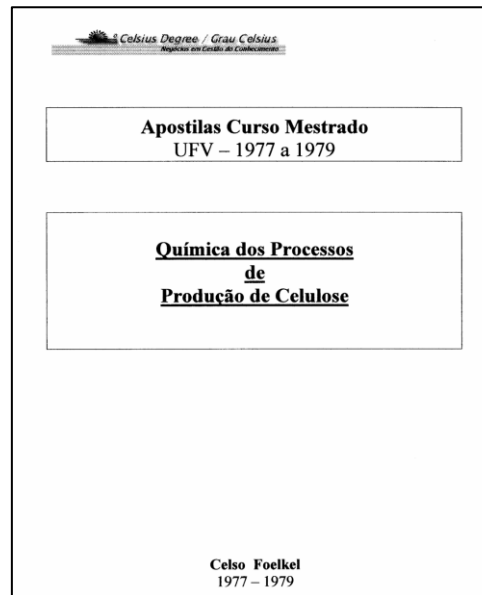 Celsius Degree / Grau Celsius
Negócios em Gestão do Conhecimento
Apostilas Curso Mestrado
UFV – 1977 a 1979
Química dos Processos
de
Produção de Celulose
Celso Foelkel
1977 – 1979